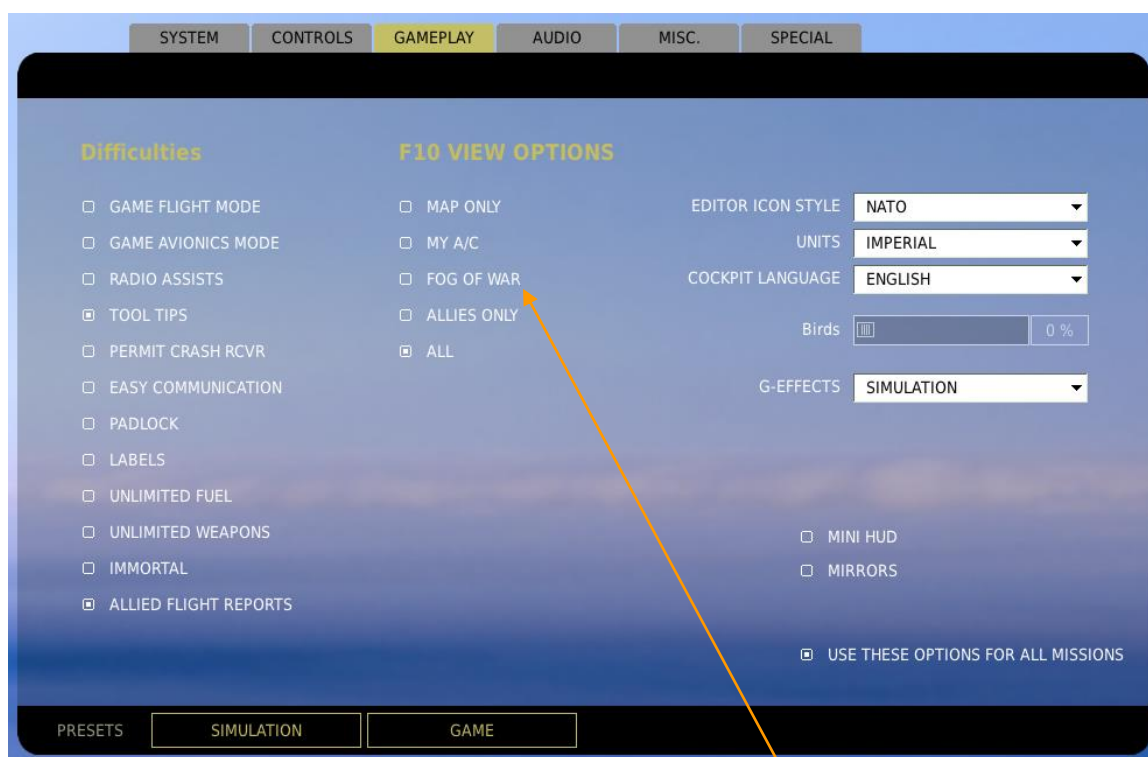 SYSTEM CONTROLS GAMEPLAY AUDIO MISC. SPECIAL
Difficulties
GAME FLIGHT MODE
GAME AVIONICS MODE
RADIO ASSISTS
TOOL TIPS
PERMIT CRASH RCVR
EASY COMMUNICATION
PADLOCK
LABELS
UNLIMITED FUEL
UNLIMITED WEAPONS
IMMORTAL
ALLIED FLIGHT REPORTS
F10 VIEW OPTIONS
MAP ONLY
MY A/C
FOG OF WAR
ALLIES ONLY
ALL
EDITOR ICON STYLE NATO
UNITS IMPERIAL
COCKPIT LANGUAGE ENGLISH
Birds 0 %
G-EFFECTS SIMULATION
MINI HUD
MIRRORS
USE THESE OPTIONS FOR ALL MISSIONS
PRESETS SIMULATION GAME